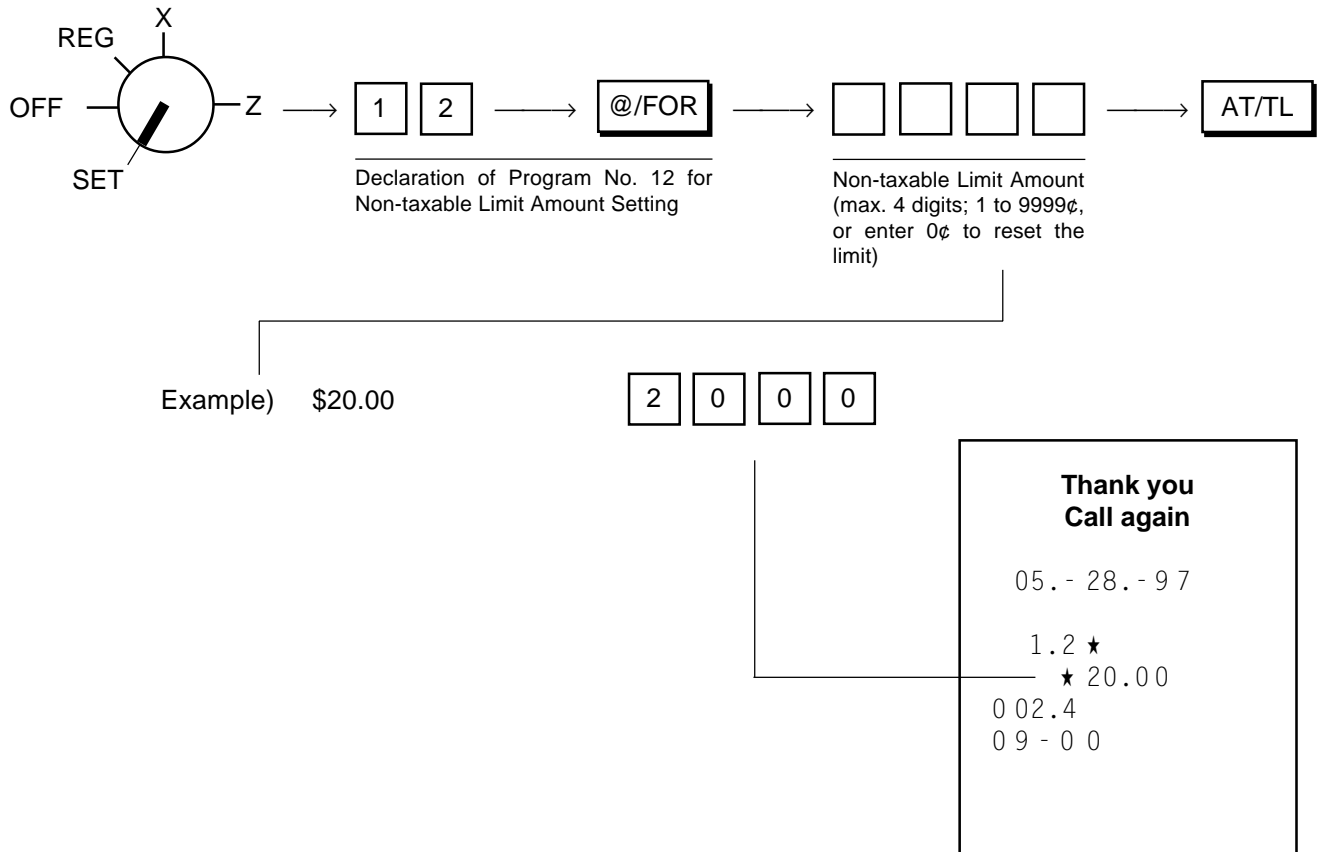 X
REG
OFF
Z
SET
1 2
@/FOR
AT/TL
Declaration of Program No. 12 for
Non-taxable Limit Amount Setting
Non-taxable Limit Amount
(max. 4 digits; 1 to 9999¢,
or enter 0¢ to reset the
limit)
Example) $20.00
2 0 0 0
Thank you
Call again
05.-28.-97
1.2★
★20.00
002.4
09-00